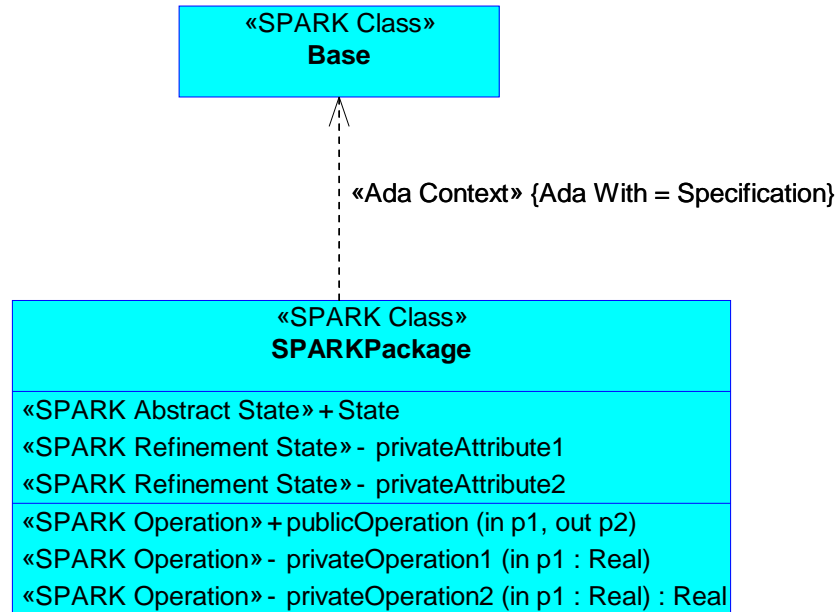 «SPARK Class»
Base
«Ada Context» {Ada With = Specification}
«SPARK Class»
SPARKPackage
«SPARK Abstract State» + State
«SPARK Refinement State» - privateAttribute1
«SPARK Refinement State» - privateAttribute2
«SPARK Operation» + publicOperation (in p1, out p2)
«SPARK Operation» - privateOperation1 (in p1 : Real)
«SPARK Operation» - privateOperation2 (in p1 : Real) : Real